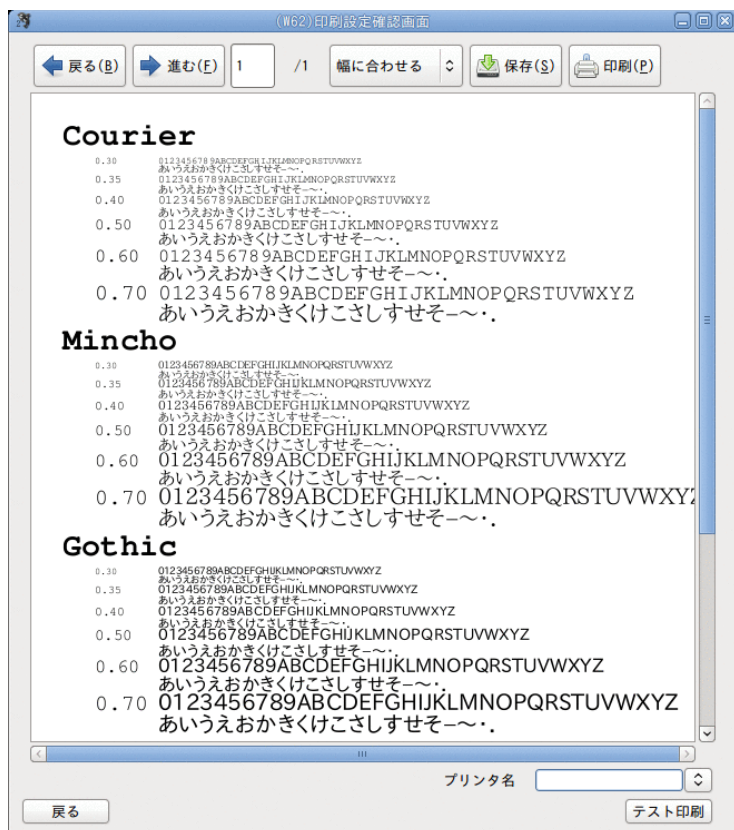 (W62)印刷設定確認画面
戻る(B) 進む(F) 1 /1 幅に合わせる 保存(S) 印刷(P)
Courier
0.30 0123456789ABCDEFGHIJKLMNOPQRSTUVWXYZ
あいうえおかきくけこさしすせそ−〜・.
0.35 0123456789ABCDEFGHIJKLMNOPQRSTUVWXYZ
あいうえおかきくけこさしすせそ−〜・.
0.40 0123456789ABCDEFGHIJKLMNOPQRSTUVWXYZ
あいうえおかきくけこさしすせそ−〜・.
0.50 0123456789ABCDEFGHIJKLMNOPQRSTUVWXYZ
あいうえおかきくけこさしすせそ−〜・.
0.60 0123456789ABCDEFGHIJKLMNOPQRSTUVWXYZ
あいうえおかきくけこさしすせそ−〜・.
0.70 0123456789ABCDEFGHIJKLMNOPQRSTUVWXYZ
あいうえおかきくけこさしすせそ−〜・.
Mincho
0.30 0123456789ABCDEFGHIJKLMNOPQRSTUVWXYZ
あいうえおかきくけこさしすせそ−〜・.
0.35 0123456789ABCDEFGHIJKLMNOPQRSTUVWXYZ
あいうえおかきくけこさしすせそ−〜・.
0.40 0123456789ABCDEFGHIJKLMNOPQRSTUVWXYZ
あいうえおかきくけこさしすせそ−〜・.
0.50 0123456789ABCDEFGHIJKLMNOPQRSTUVWXYZ
あいうえおかきくけこさしすせそ−〜・.
0.60 0123456789ABCDEFGHIJKLMNOPQRSTUVWXYZ
あいうえおかきくけこさしすせそ−〜・.
0.70 0123456789ABCDEFGHIJKLMNOPQRSTUVWXYZ
あいうえおかきくけこさしすせそ−〜・.
Gothic
0.30 0123456789ABCDEFGHIJKLMNOPQRSTUVWXYZ
あいうえおかきくけこさしすせそ−〜・.
0.35 0123456789ABCDEFGHIJKLMNOPQRSTUVWXYZ
あいうえおかきくけこさしすせそ−〜・.
0.40 0123456789ABCDEFGHIJKLMNOPQRSTUVWXYZ
あいうえおかきくけこさしすせそ−〜・.
0.50 0123456789ABCDEFGHIJKLMNOPQRSTUVWXYZ
あいうえおかきくけこさしすせそ−〜・.
0.60 0123456789ABCDEFGHIJKLMNOPQRSTUVWXYZ
あいうえおかきくけこさしすせそ−〜・.
0.70 0123456789ABCDEFGHIJKLMNOPQRSTUVWXYZ
あいうえおかきくけこさしすせそ−〜・.
プリンタ名
戻る テスト印刷